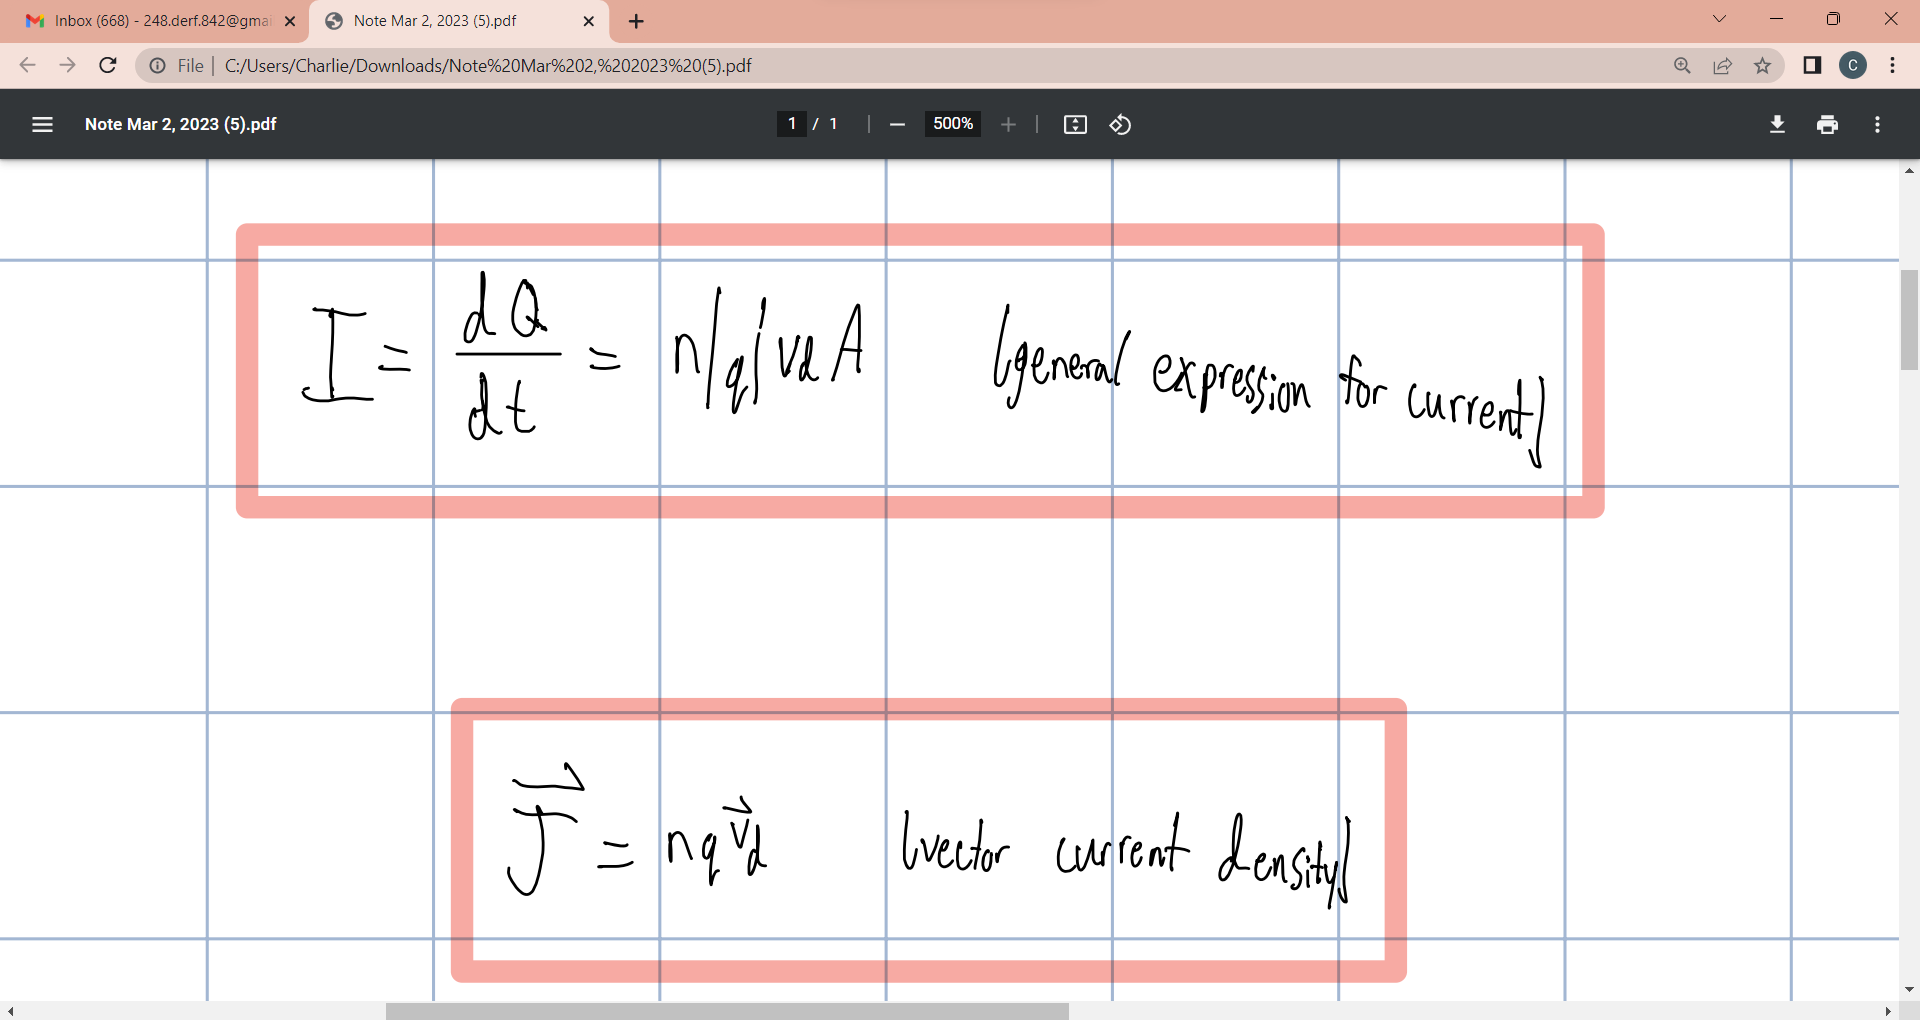 Inbox (668) - 248.derf.842@gmai
Note Mar 2, 2023 (5).pdf
File | C:/Users/Charlie/Downloads/Note%20Mar%202,%202023%20(5).pdf
C
Note Mar 2, 2023 (5).pdf
1 / 1
500%
I = dQ/dt = n|q|vd A (general expression for current)
J⃗ = nqv⃗d (vector current density)